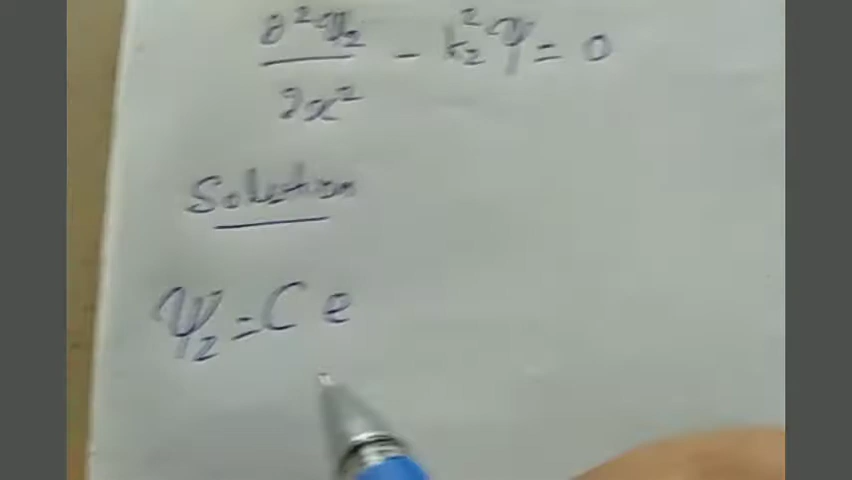 ∂²ψ₂/∂x² - k₂²ψ = 0
Solution
ψ₂ = C e